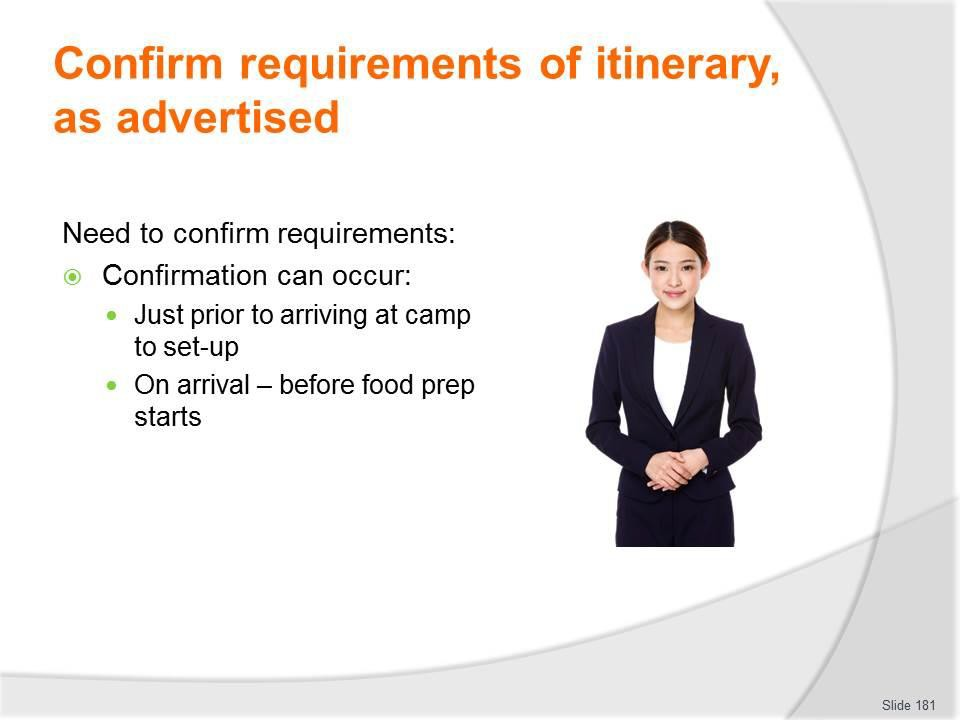 Confirm requirements of itinerary,
as advertised
Need to confirm requirements:
Confirmation can occur:
Just prior to arriving at camp
to set-up
On arrival – before food prep
starts
Slide 181